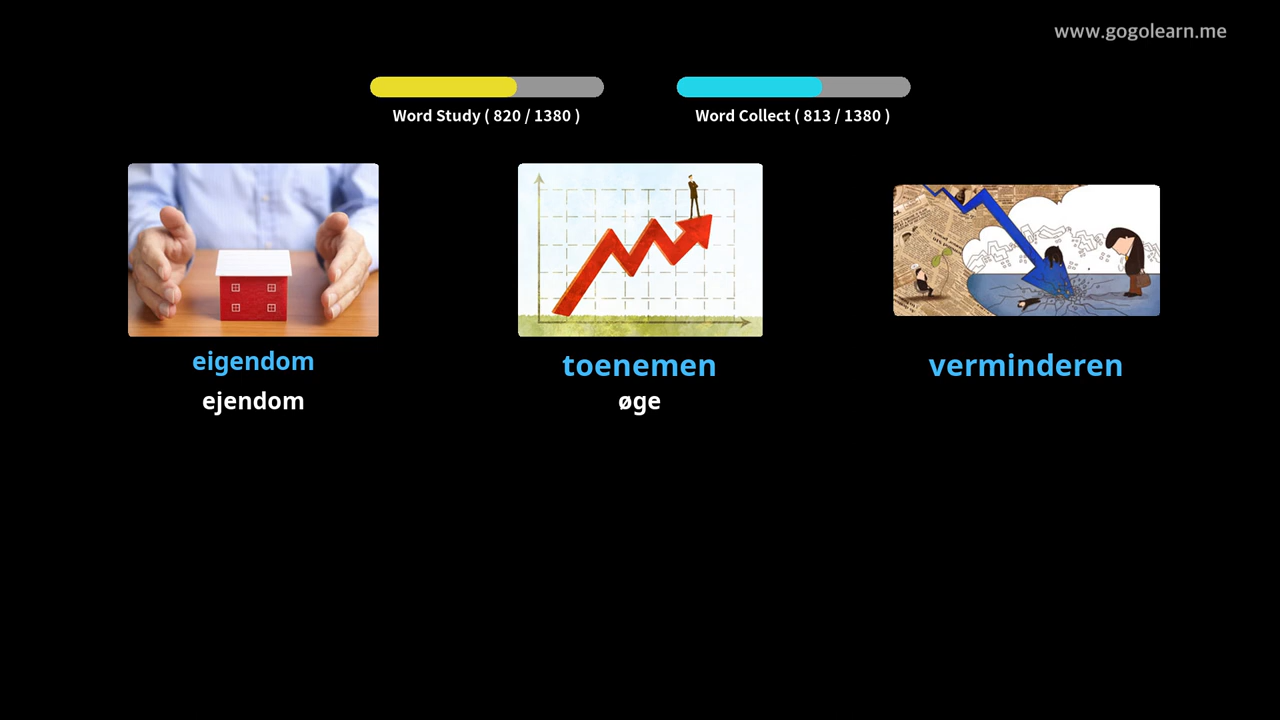 www.gogolearn.me
Word Study ( 820 / 1380 )
Word Collect ( 813 / 1380 )
eigendom
toenemen
verminderen
ejendom
øge